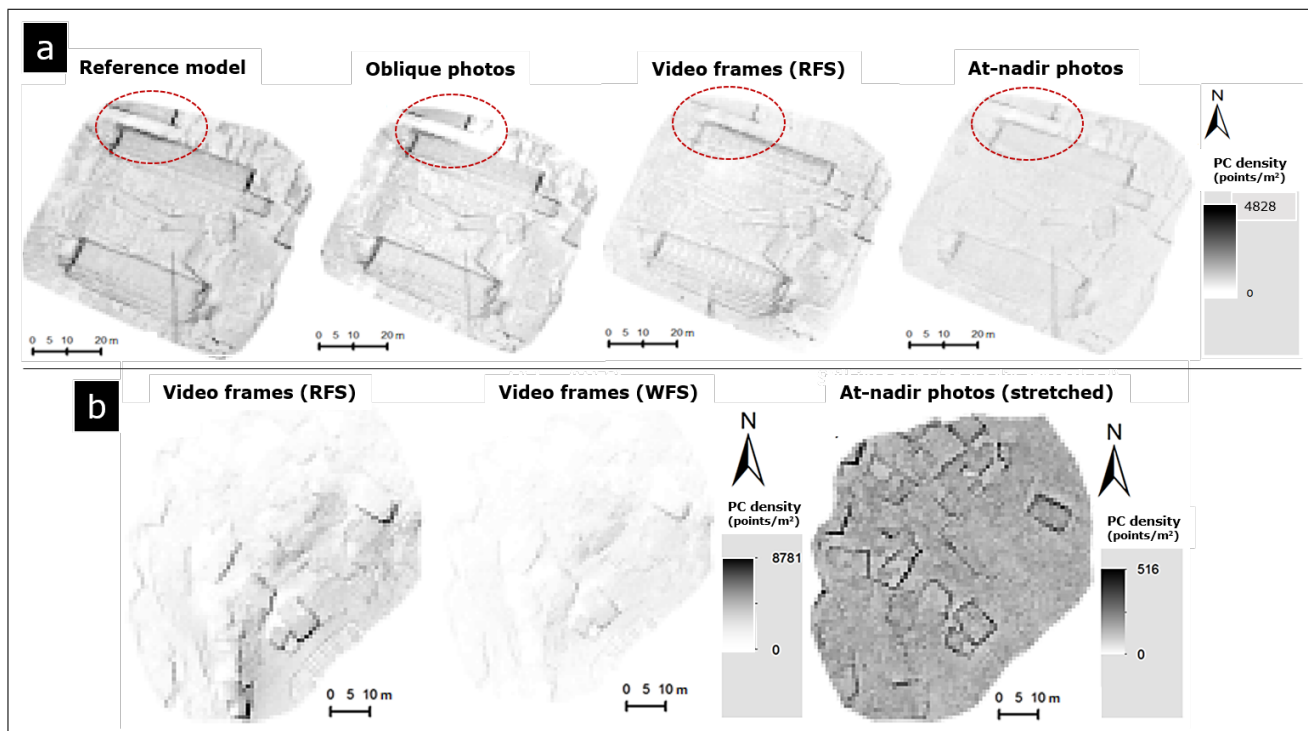 a
Reference model
Oblique photos
Video frames (RFS)
At-nadir photos
N
PC density
(points/m²)
4828
0
0 5 10 20 m
0 5 10 20 m
0 5 10 20 m
0 5 10 20 m
b
Video frames (RFS)
Video frames (WFS)
At-nadir photos (stretched)
N
PC density
(points/m²)
8781
0
N
PC density
(points/m²)
516
0
0 5 10 m
0 5 10 m
0 5 10 m